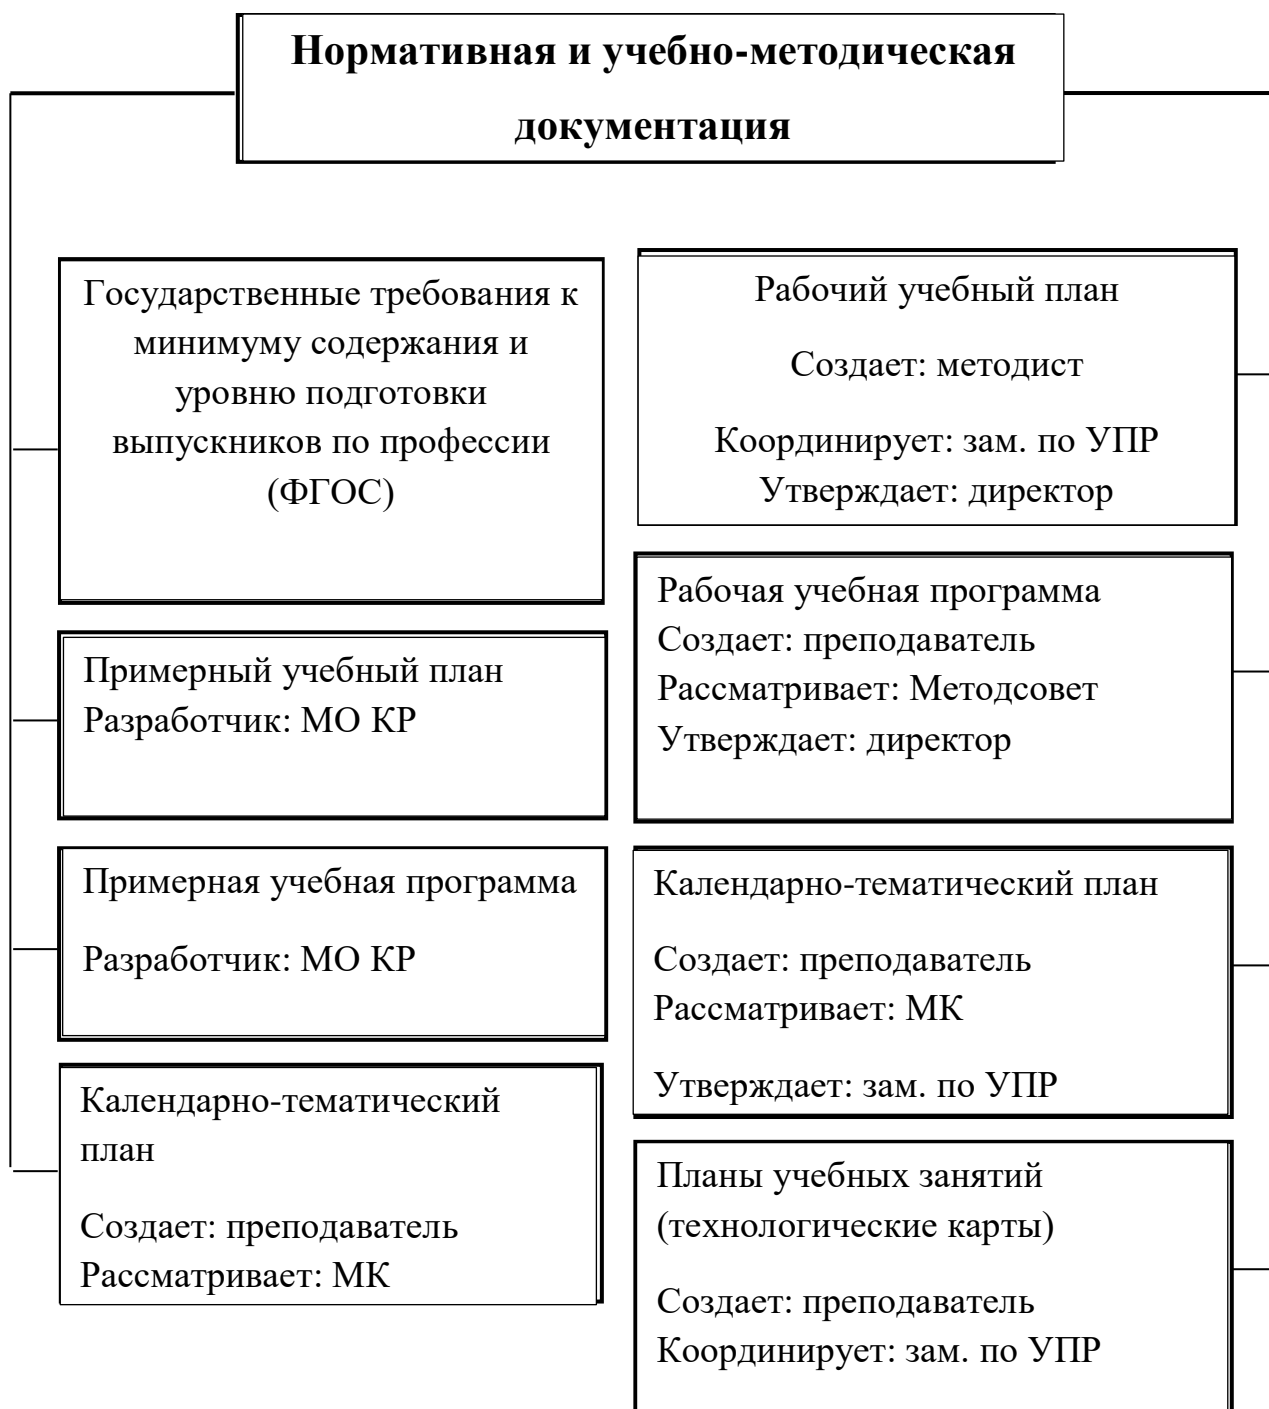 Нормативная и учебно-методическая
документация
Государственные требования к
минимуму содержания и
уровню подготовки
выпускников по профессии
(ФГОС)
Примерный учебный план
Разработчик: МО КР
Примерная учебная программа
Разработчик: МО КР
Календарно-тематический
план
Создает: преподаватель
Рассматривает: МК
Рабочий учебный план
Создает: методист
Координирует: зам. по УПР
Утверждает: директор
Рабочая учебная программа
Создает: преподаватель
Рассматривает: Методсовет
Утверждает: директор
Календарно-тематический план
Создает: преподаватель
Рассматривает: МК
Утверждает: зам. по УПР
Планы учебных занятий
(технологические карты)
Создает: преподаватель
Координирует: зам. по УПР